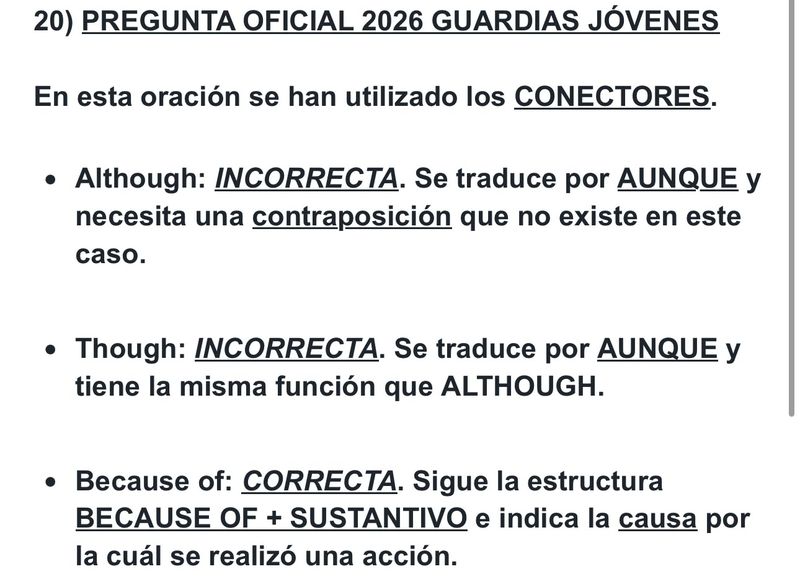 20) PREGUNTA OFICIAL 2026 GUARDIAS JÓVENES
En esta oración se han utilizado los CONECTORES.
• Although: INCORRECTA. Se traduce por AUNQUE y
necesita una contraposición que no existe en este
caso.
• Though: INCORRECTA. Se traduce por AUNQUE y
tiene la misma función que ALTHOUGH.
• Because of: CORRECTA. Sigue la estructura
BECAUSE OF + SUSTANTIVO e indica la causa por
la cuál se realizó una acción.